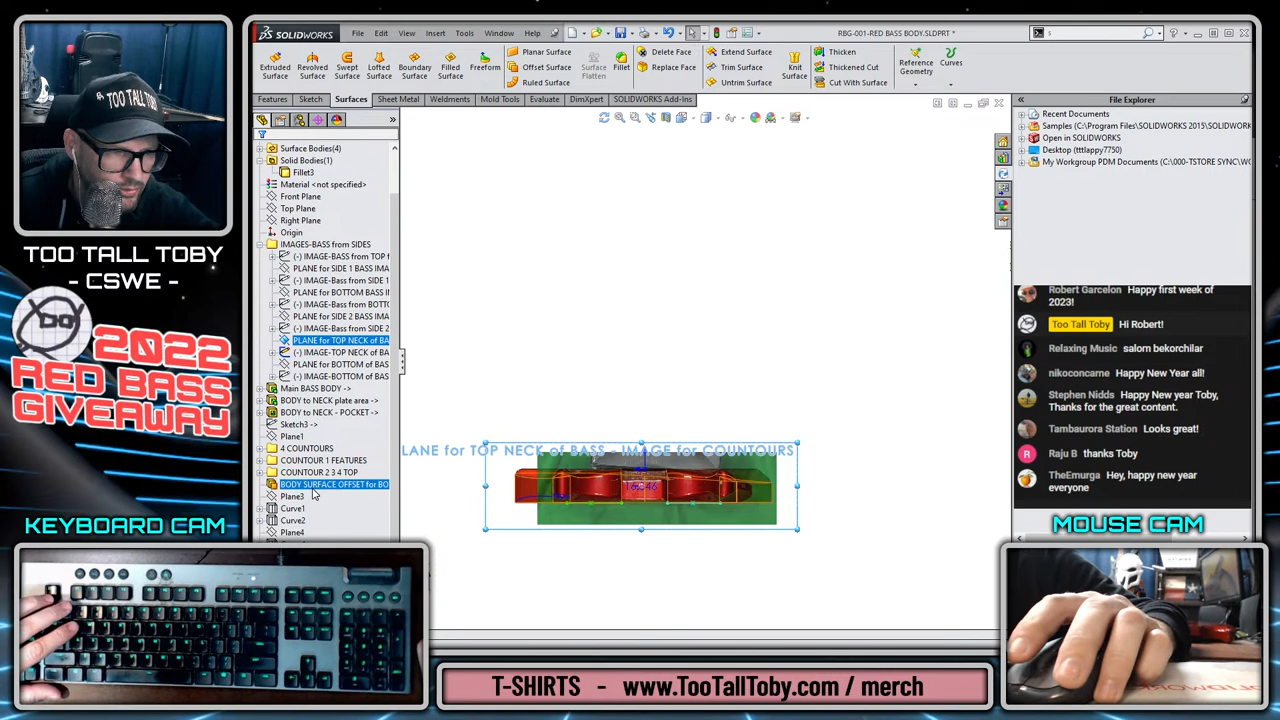 TOO TALL TOBY
TOO TALL TOBY
- CSWE -
2022
RED BASS
GIVEAWAY
KEYBOARD CAM
SOLIDWORKS
File
Edit
View
Insert
Tools
Window
Help
RBG-001-RED BASS BODY.SLDPRT *
s
Extruded Surface
Revolved Surface
Swept Surface
Lofted Surface
Boundary Surface
Filled Surface
Freeform
Planar Surface
Offset Surface
Ruled Surface
Surface Flatten
Fillet
Delete Face
Replace Face
Extend Surface
Trim Surface
Untrim Surface
Knit Surface
Thicken
Thickened Cut
Cut With Surface
Reference Geometry
Curves
Features
Sketch
Surfaces
Sheet Metal
Weldments
Mold Tools
Evaluate
DimXpert
SOLIDWORKS Add-Ins
Surface Bodies(4)
Solid Bodies(1)
Fillet3
Material <not specified>
Front Plane
Top Plane
Right Plane
Origin
IMAGES-BASS from SIDES
(-) IMAGE-BASS from TOP f
PLANE for SIDE 1 BASS IMA
(-) IMAGE-Bass from SIDE 1
PLANE for BOTTOM BASS I
(-) IMAGE-Bass from BOTT
PLANE for SIDE 2 BASS IMA
(-) IMAGE-Bass from SIDE 2
PLANE for TOP NECK of BA
(-) IMAGE-TOP NECK of BA
PLANE for BOTTOM of BAS
(-) IMAGE-BOTTOM of BAS
Main BASS BODY ->
BODY to NECK plate area ->
BODY to NECK - POCKET ->
Sketch3 ->
Plane1
4 COUNTOURS
COUNTOUR 1 FEATURES
COUNTOUR 2 3 4 TOP
BODY SURFACE OFFSET for BO
Plane3
Curve1
Curve2
Plane4
LANE for TOP NECK of BASS - IMAGE for COUNTOURS
File Explorer
Recent Documents
Samples (C:\Program Files\SOLIDWORKS 2015\SOLIDWORK
Open in SOLIDWORKS
Desktop (tttlappy7750)
My Workgroup PDM Documents (C:\000-TSTORE SYNC\W
Robert Garcelon Happy first week of
2023!
Too Tall Toby Hi Robert!
Relaxing Music salom bekorchilar
nikoconcarne Happy New Year all!
Stephen Nidds Happy New year Toby,
Thanks for the great content.
Tambaurora Station Looks great!
Raju B thanks Toby
TheEmurga Hey, happy new year
everyone
MOUSE CAM
T-SHIRTS - www.TooTallToby.com / merch